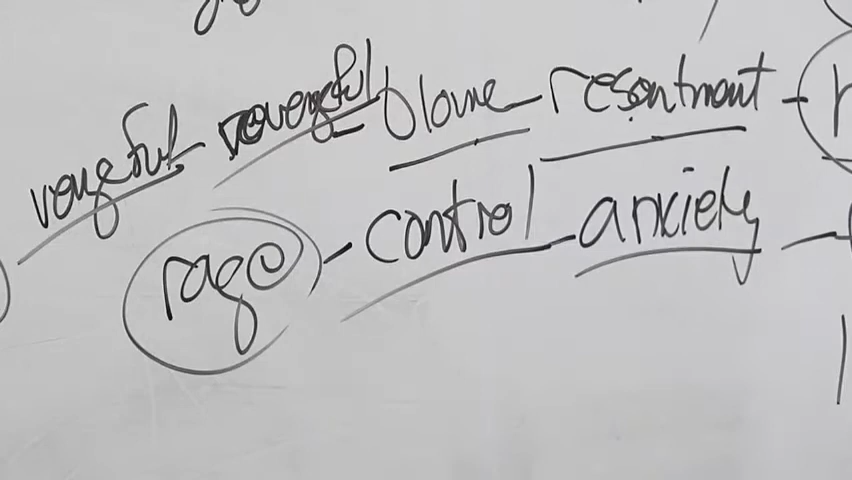 vengeful - revengeful - blame - resentment -
rage - control - anxiety -